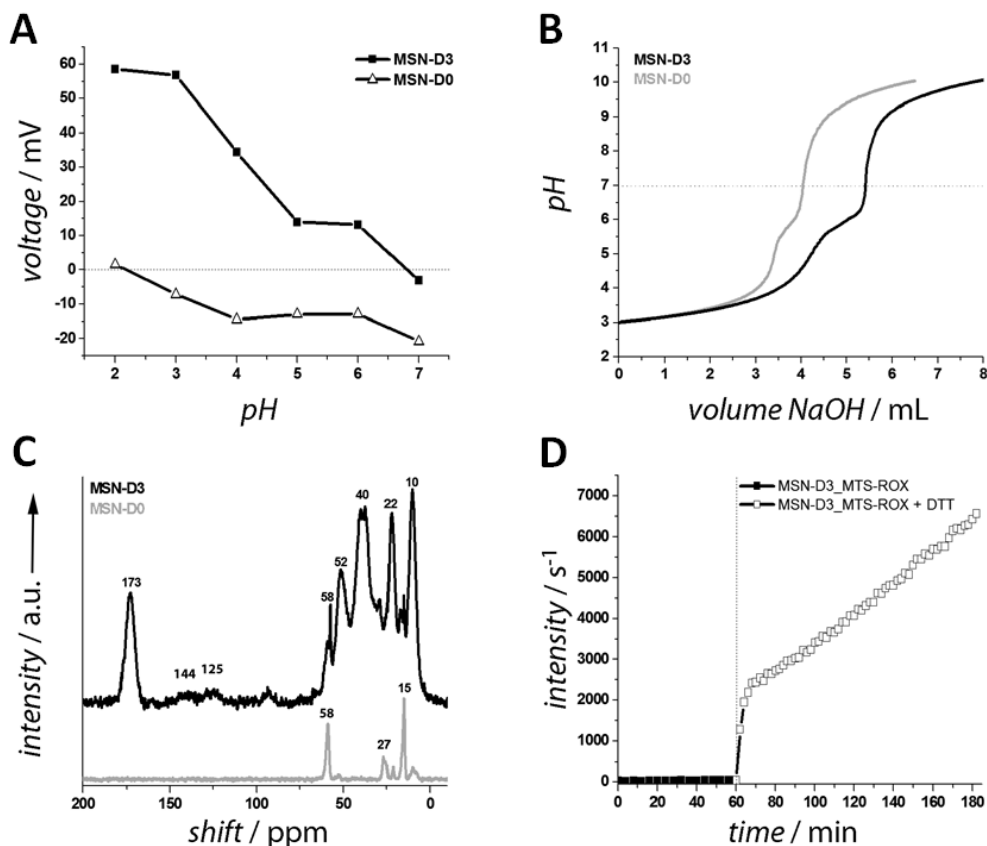 A
MSN-D3
MSN-D0
voltage / mV
60
50
40
30
20
10
0
-10
-20
2 3 4 5 6 7
pH
B
MSN-D3
MSN-D0
pH
11
10
9
8
7
6
5
4
3
2
0 1 2 3 4 5 6 7 8
volume NaOH / mL
C
MSN-D3
MSN-D0
intensity / a.u.
173
144
125
58
52
40
22
10
58
27
15
200 150 100 50 0
shift / ppm
D
MSN-D3_MTS-ROX
MSN-D3_MTS-ROX + DTT
intensity / s-1
7000
6000
5000
4000
3000
2000
1000
0
0 20 40 60 80 100 120 140 160 180
time / min